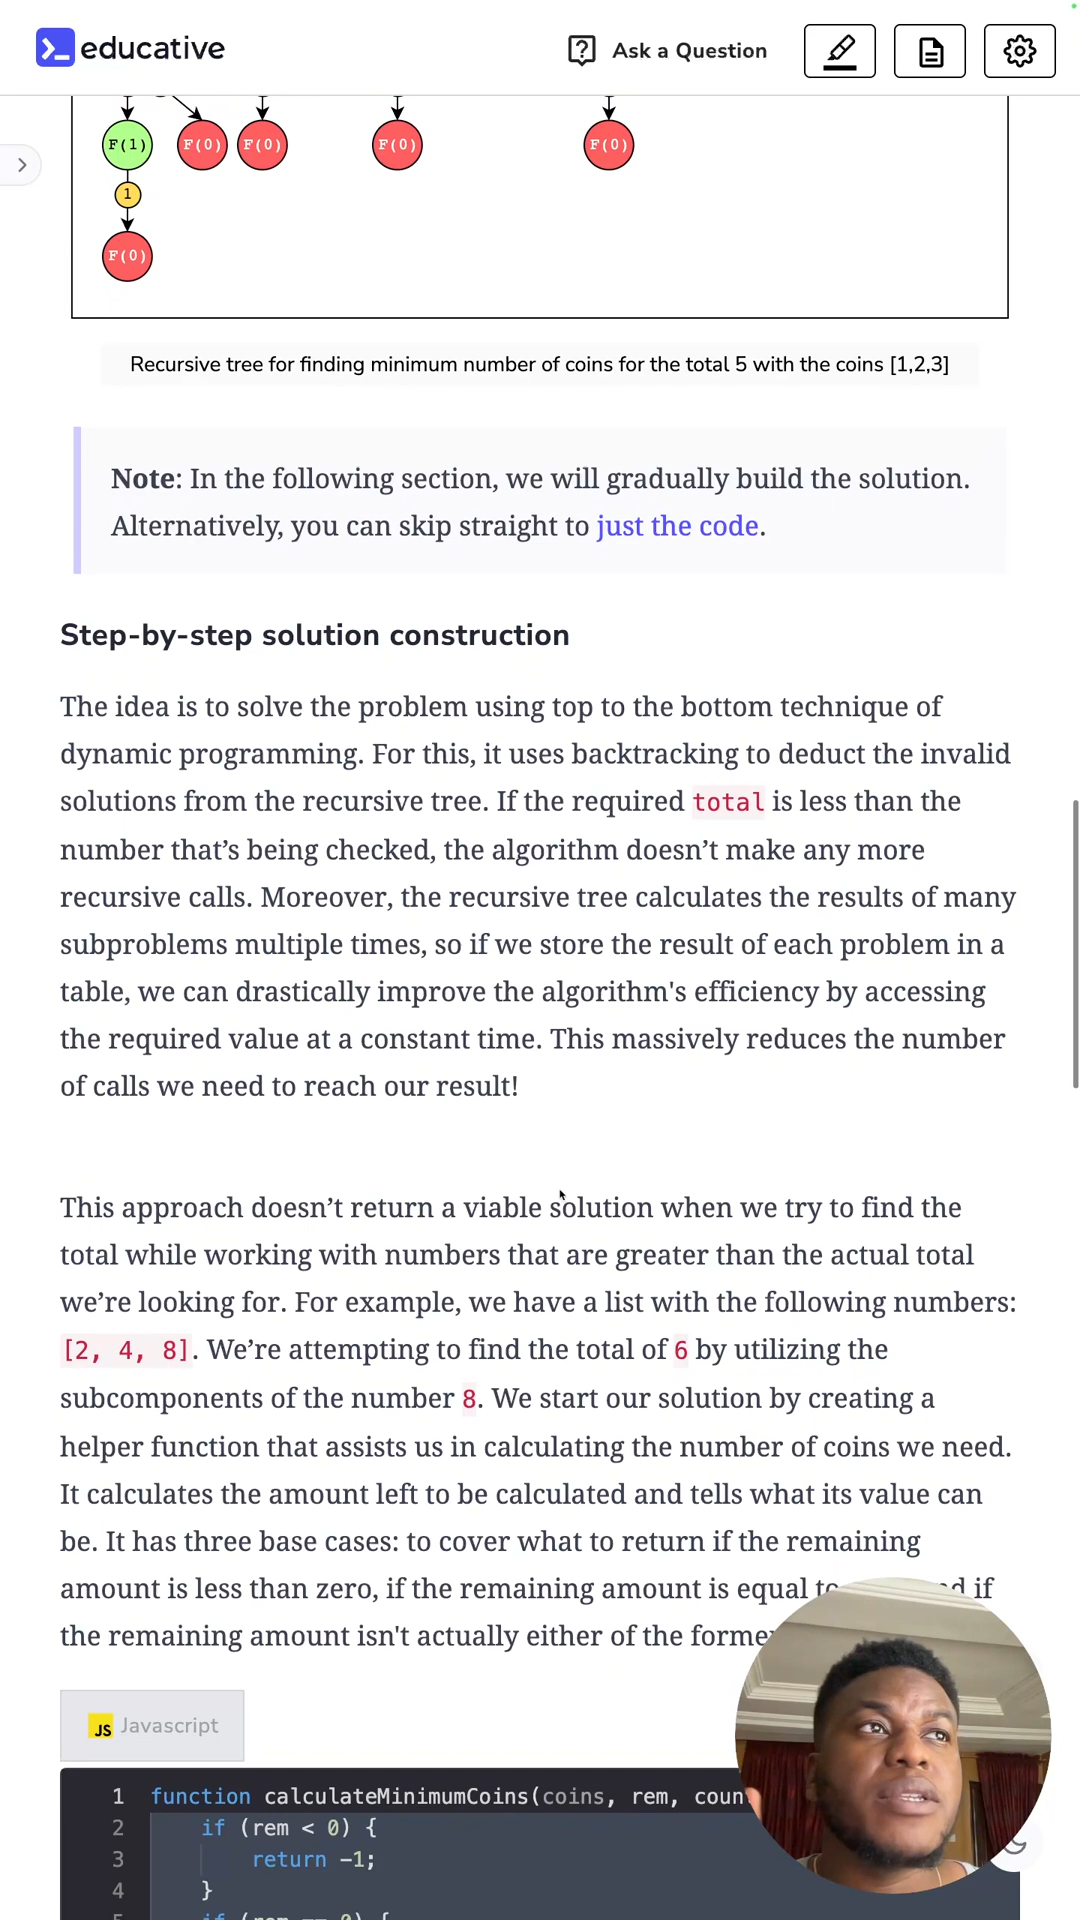 educative
Ask a Question
F(1) F(0) F(0) F(0) F(0)
1
F(0)
Recursive tree for finding minimum number of coins for the total 5 with the coins [1,2,3]
Note: In the following section, we will gradually build the solution.
Alternatively, you can skip straight to just the code.
Step-by-step solution construction
The idea is to solve the problem using top to the bottom technique of
dynamic programming. For this, it uses backtracking to deduct the invalid
solutions from the recursive tree. If the required total is less than the
number that’s being checked, the algorithm doesn’t make any more
recursive calls. Moreover, the recursive tree calculates the results of many
subproblems multiple times, so if we store the result of each problem in a
table, we can drastically improve the algorithm's efficiency by accessing
the required value at a constant time. This massively reduces the number
of calls we need to reach our result!
This approach doesn’t return a viable solution when we try to find the
total while working with numbers that are greater than the actual total
we’re looking for. For example, we have a list with the following numbers:
[2, 4, 8]. We’re attempting to find the total of 6 by utilizing the
subcomponents of the number 8. We start our solution by creating a
helper function that assists us in calculating the number of coins we need.
It calculates the amount left to be calculated and tells what its value can
be. It has three base cases: to cover what to return if the remaining
amount is less than zero, if the remaining amount is equal to if
the remaining amount isn't actually either of the
JS Javascript
1 function calculateMinimumCoins(coins, rem,
2 if (rem < 0) {
3 return -1;
4 }